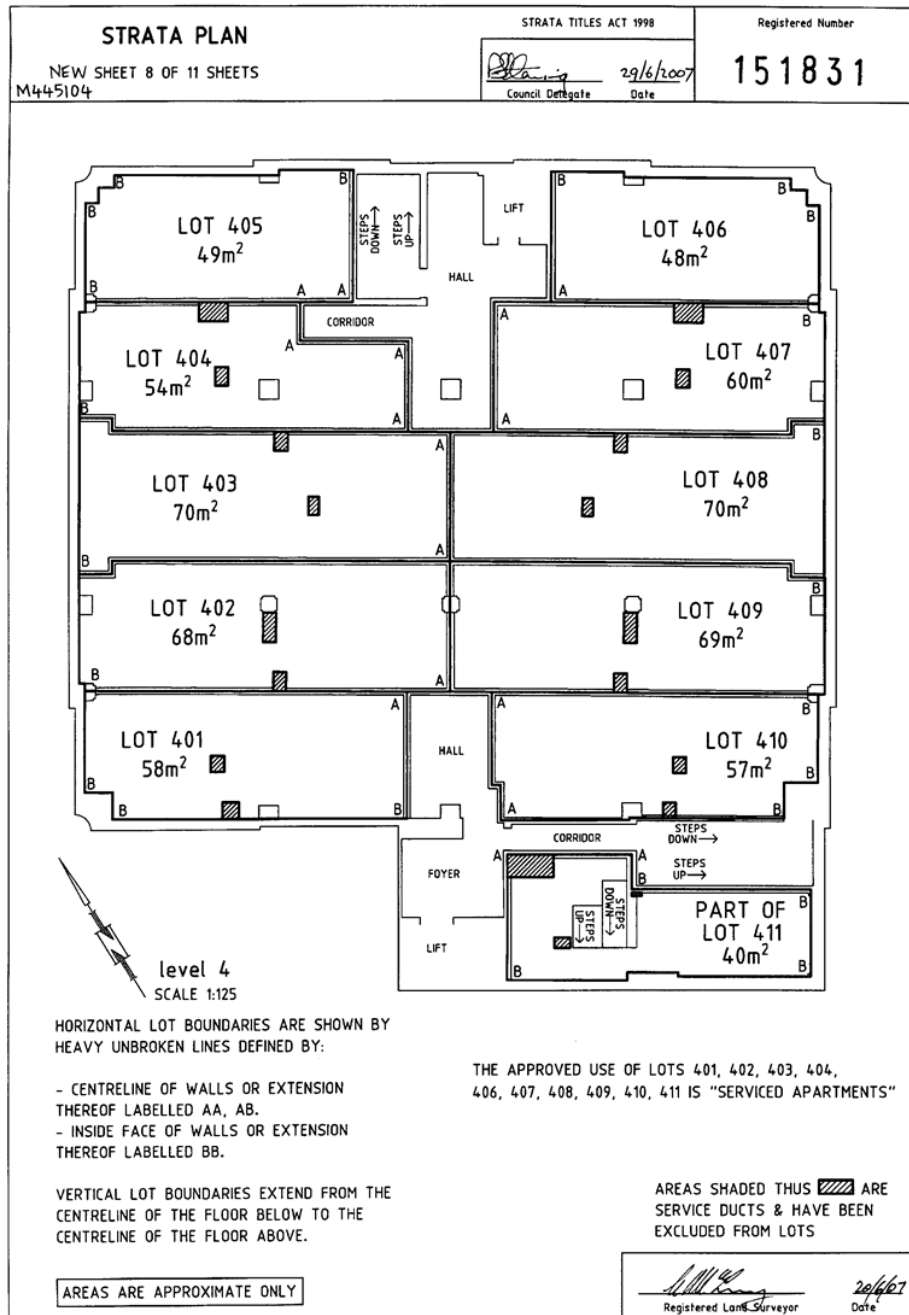 STRATA PLAN
NEW SHEET 8 OF 11 SHEETS
M445104
STRATA TITLES ACT 1998
29/6/2007
Council Delegate Date
Registered Number
151831
B B B B
LOT 405
49m²
B A A
STEPS DOWN→
STEPS UP→
LIFT
HALL
LOT 406
48m²
A
CORRIDOR
A A
LOT 404
54m²
B A
A B
LOT 407
60m²
A B
LOT 403
70m²
A
B A
LOT 408
70m²
B
LOT 402
68m²
B A
LOT 409
69m²
A B
LOT 401
58m²
B B B
HALL
LOT 410
57m²
A B
CORRIDOR
STEPS DOWN→
STEPS UP→
FOYER
LIFT
A A
B
STEPS DOWN→
STEPS UP→
PART OF
LOT 411
40m²
B
B B
level 4
SCALE 1:125
HORIZONTAL LOT BOUNDARIES ARE SHOWN BY
HEAVY UNBROKEN LINES DEFINED BY:
- CENTRELINE OF WALLS OR EXTENSION
THEREOF LABELLED AA, AB.
- INSIDE FACE OF WALLS OR EXTENSION
THEREOF LABELLED BB.
VERTICAL LOT BOUNDARIES EXTEND FROM THE
CENTRELINE OF THE FLOOR BELOW TO THE
CENTRELINE OF THE FLOOR ABOVE.
AREAS ARE APPROXIMATE ONLY
THE APPROVED USE OF LOTS 401, 402, 403, 404,
406, 407, 408, 409, 410, 411 IS "SERVICED APARTMENTS"
AREAS SHADED THUS ARE
SERVICE DUCTS & HAVE BEEN
EXCLUDED FROM LOTS
20/6/07
Registered Land Surveyor Date